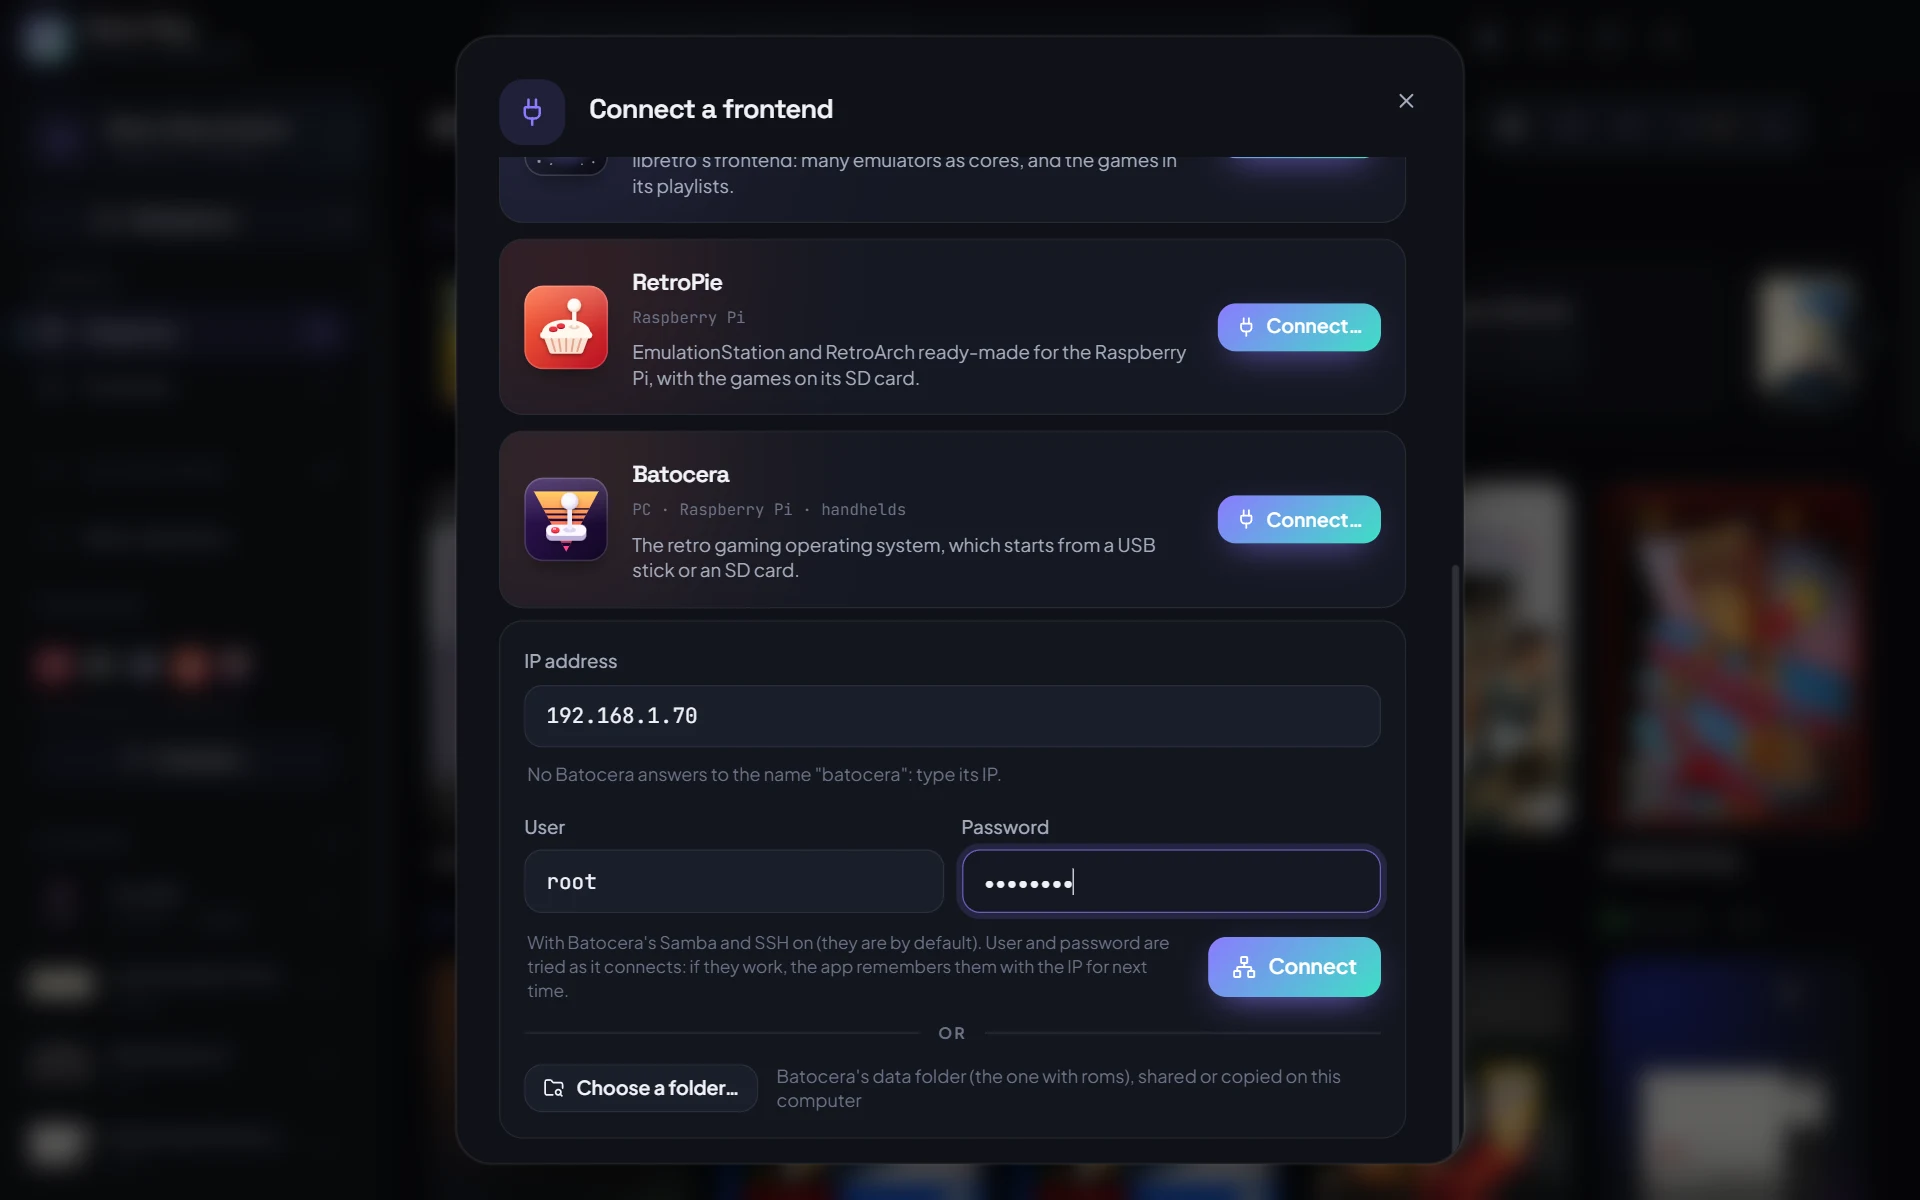 Connect a frontend
libretro's frontend: many emulators as cores, and the games in
its playlists.
RetroPie
Raspberry Pi
EmulationStation and RetroArch ready-made for the Raspberry
Pi, with the games on its SD card.
Connect…
Batocera
PC · Raspberry Pi · handhelds
The retro gaming operating system, which starts from a USB
stick or an SD card.
Connect…
IP address
192.168.1.70
No Batocera answers to the name "batocera": type its IP.
User
Password
root
••••••••
With Batocera's Samba and SSH on (they are by default). User and password are
tried as it connects: if they work, the app remembers them with the IP for next
time.
Connect
OR
Choose a folder…
Batocera's data folder (the one with roms), shared or copied on this
computer